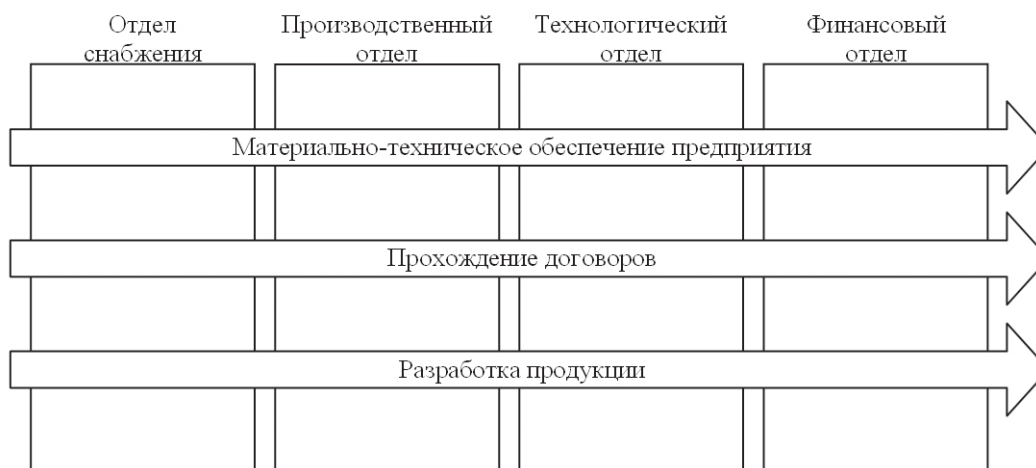 Отдел
снабжения
Производственный
отдел
Технологический
отдел
Финансовый
отдел
Материально-техническое обеспечение предприятия
Прохождение договоров
Разработка продукции